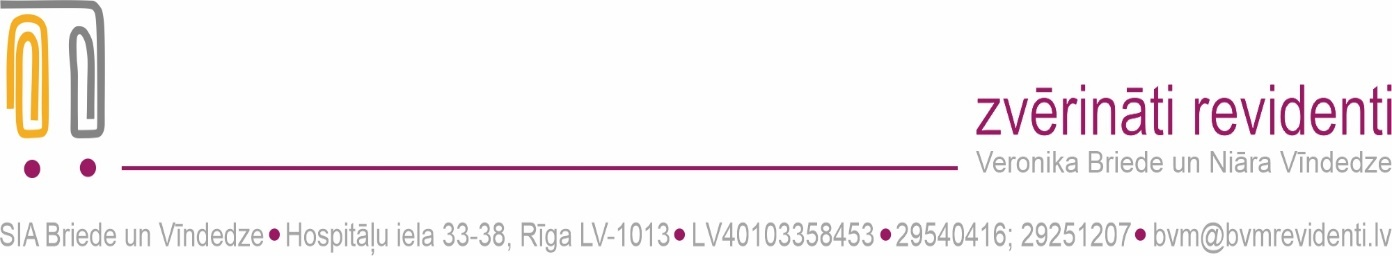 zvērināti revidenti
Veronika Briede un Niāra Vīndedze
SIA Briede un Vīndedze•Hospitāļu iela 33-38, Rīga LV-1013•LV40103358453•29540416; 29251207•bvm@bvmrevidenti.lv